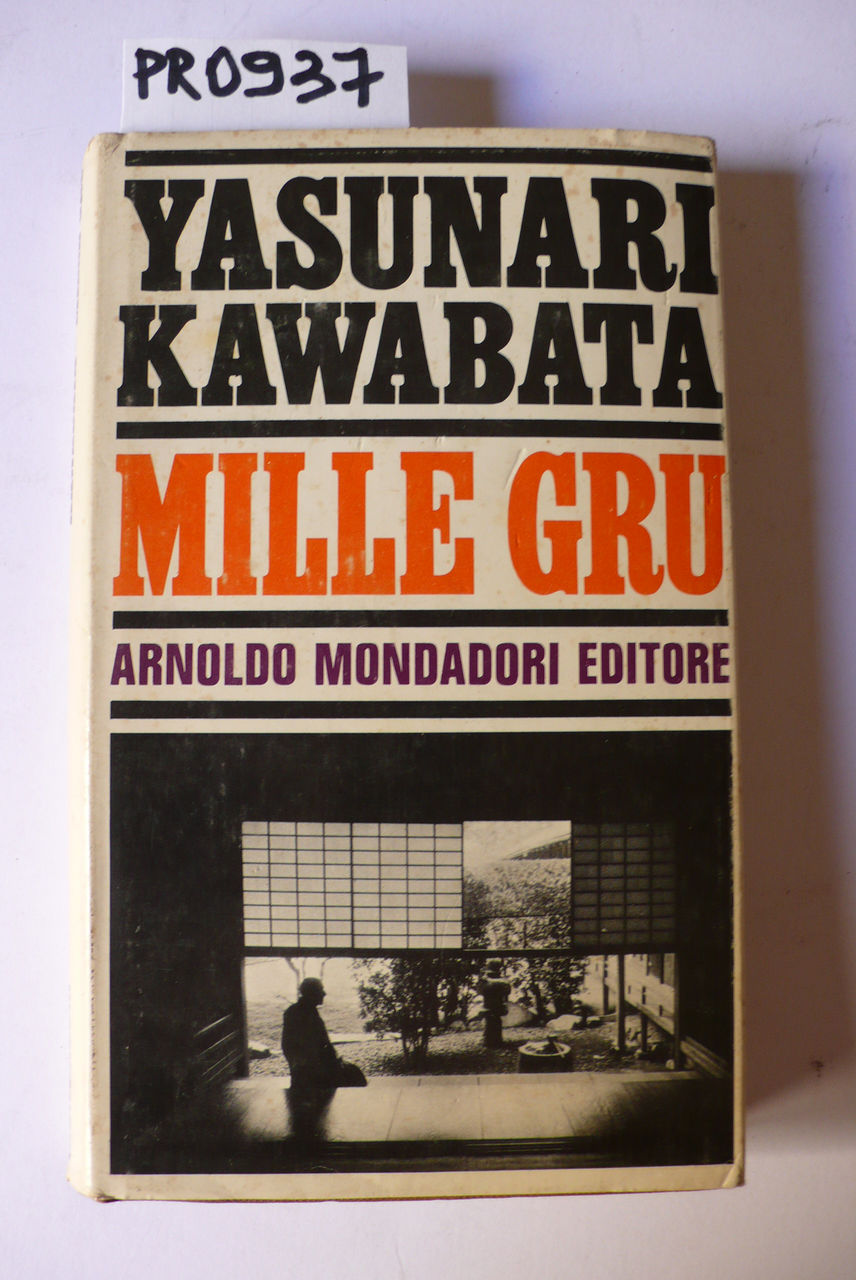 PR0937
YASUNARI
KAWABATA
MILLE GRU
ARNOLDO MONDADORI EDITORE